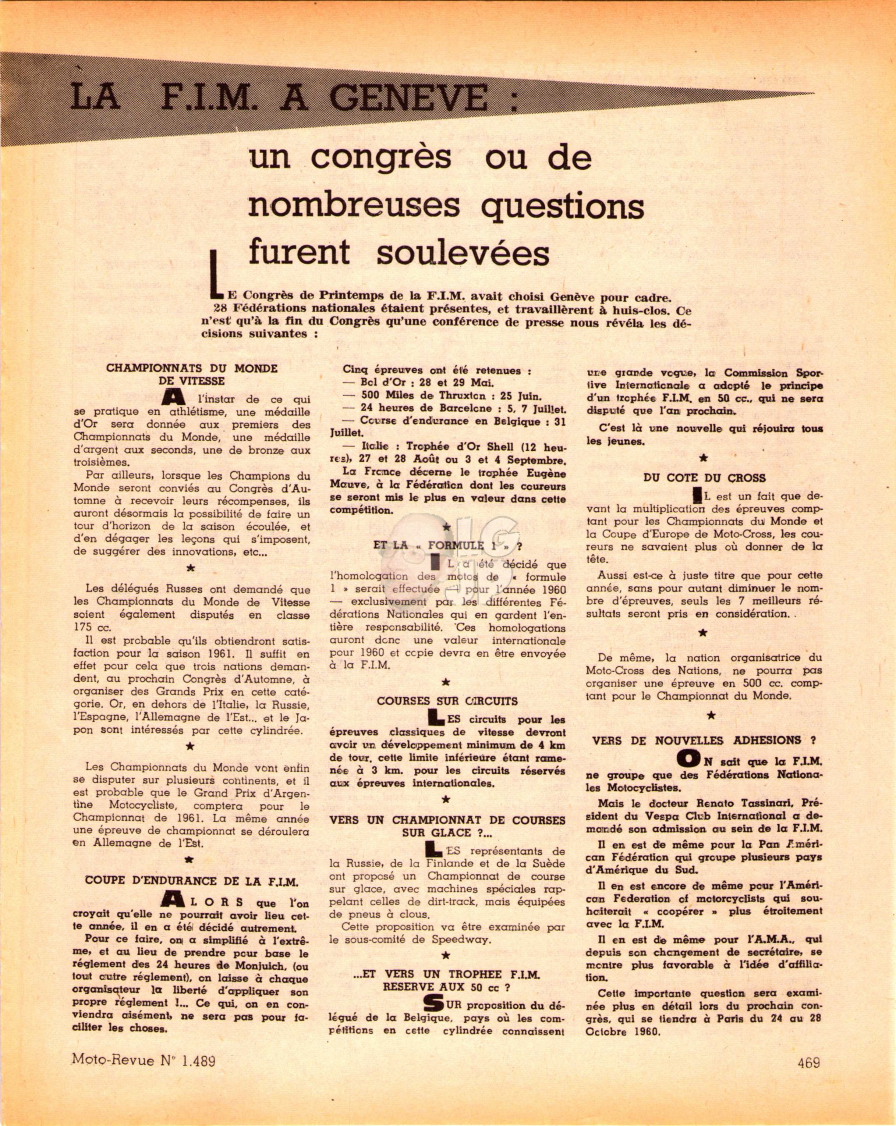 LA F.I.M. A GENEVE :
un congrès ou de
nombreuses questions
furent soulevées
LE Congrès de Printemps de la F.I.M. avait choisi Genève pour cadre.
28 Fédérations nationales étaient présentes, et travaillèrent à huis-clos. Ce
n'est qu'à la fin du Congrès qu'une conférence de presse nous révéla les dé-
cisions suivantes :
CHAMPIONNATS DU MONDE
DE VITESSE
A l'instar de ce qui
se pratique en athlétisme, une médaille
d'Or sera donnée aux premiers des
Championnats du Monde, une médaille
d'argent aux seconds, une de bronze aux
troisièmes.
Par ailleurs, lorsque les Champions du
Monde seront conviés au Congrès d'Au-
tomne à recevoir leurs récompenses, ils
auront désormais la possibilité de faire un
tour d'horizon de la saison écoulée, et
d'en dégager les leçons qui s'imposent,
de suggérer des innovations, etc...
★
Les délégués Russes ont demandé que
les Championnats du Monde de Vitesse
soient également disputés en classe
175 cc.
Il est probable qu'ils obtiendront satis-
faction pour la saison 1961. Il suffit en
effet pour cela que trois nations deman-
dent, au prochain Congrès d'Automne, à
organiser des Grands Prix en cette caté-
gorie. Or, en dehors de l'Italie, la Russie,
l'Espagne, l'Allemagne de l'Est... et le Ja-
pon sont intéressés par cette cylindrée.
★
Les Championnats du Monde vont enfin
se disputer sur plusieurs continents, et il
est probable que le Grand Prix d'Argen-
tine Motocycliste, comptera pour le
Championnat de 1961. La même année
une épreuve de championnat se déroulera
en Allemagne de l'Est.
★
COUPE D'ENDURANCE DE LA F.I.M.
ALORS que l'on
croyait qu'elle ne pourrait avoir lieu cet-
te année, il en a été décidé autrement.
Pour ce faire, on a simplifié à l'extrê-
me, et au lieu de prendre pour base le
réglement des 24 heures de Monjuich, (ou
tout autre réglement), on laisse à chaque
organisateur la liberté d'appliquer son
propre réglement !... Ce qui, on en con-
viendra aisément, ne sera pas pour fa-
ciliter les choses.
Cinq épreuves ont été retenues :
— Bol d'Or : 28 et 29 Mai.
— 500 Miles de Thruxton : 25 Juin.
— 24 heures de Barcelone : 5, 7 Juillet.
— Course d'endurance en Belgique : 31
Juillet.
— Italie : Trophée d'Or Shell (12 heu-
res), 27 et 28 Août ou 3 et 4 Septembre.
La France décerne le trophée Eugène
Mauve, à la Fédération dont les coureurs
se seront mis le plus en valeur dans cette
compétition.
★
ET LA « FORMULE 1 » ?
IL a été décidé que
l'homologation des motos de « formule
1 » serait effectuée — pour l'année 1960
— exclusivement par les différentes Fé-
dérations Nationales qui en gardent l'en-
tière responsabilité. Ces homologations
auront donc une valeur internationale
pour 1960 et copie devra en être envoyée
à la F.I.M.
★
COURSES SUR CIRCUITS
LES circuits pour les
épreuves classiques de vitesse devront
avoir un développement minimum de 4 km
de tour, cette limite inférieure étant rame-
née à 3 km. pour les circuits réservés
aux épreuves internationales.
★
VERS UN CHAMPIONNAT DE COURSES
SUR GLACE ?...
LES représentants de
la Russie, de la Finlande et de la Suède
ont proposé un Championnat de course
sur glace, avec machines spéciales rap-
pelant celles de dirt-track, mais équipées
de pneus à clous.
Cette proposition va être examinée par
le sous-comité de Speedway.
★
...ET VERS UN TROPHEE F.I.M.
RESERVE AUX 50 cc ?
SUR proposition du dé-
légué de la Belgique, pays où les com-
pétitions en cette cylindrée connaissent
une grande vogue, la Commission Spor-
tive Internationale a adopté le principe
d'un trophée F.I.M. en 50 cc., qui ne sera
disputé que l'an prochain.
C'est là une nouvelle qui réjouira tous
les jeunes.
★
DU COTE DU CROSS
IL est un fait que de-
vant la multiplication des épreuves comp-
tant pour les Championnats du Monde et
la Coupe d'Europe de Moto-Cross, les cou-
reurs ne savaient plus où donner de la
tête.
Aussi est-ce à juste titre que pour cette
année, sans pour autant diminuer le nom-
bre d'épreuves, seuls les 7 meilleurs ré-
sultats seront pris en considération.
★
De même, la nation organisatrice du
Moto-Cross des Nations, ne pourra pas
organiser une épreuve en 500 cc. comp-
tant pour le Championnat du Monde.
★
VERS DE NOUVELLES ADHESIONS ?
ON sait que la F.I.M.
ne groupe que des Fédérations Nationa-
les Motocyclistes.
Mais le docteur Renato Tassinari, Pré-
sident du Vespa Club International a de-
mandé son admission au sein de la F.I.M.
Il en est de même pour la Pan Améri-
can Fédération qui groupe plusieurs pays
d'Amérique du Sud.
Il en est encore de même pour l'Améri-
can Federation of motorcyclists qui sou-
haiterait « coopérer » plus étroitement
avec la F.I.M.
Il en est de même pour l'A.M.A., qui
depuis son changement de secrétaire, se
montre plus favorable à l'idée d'affilia-
tion.
Cette importante question sera exami-
née plus en détail lors du prochain con-
grès, qui se tiendra à Paris du 24 au 28
Octobre 1960.
Moto-Revue N° 1.489
469